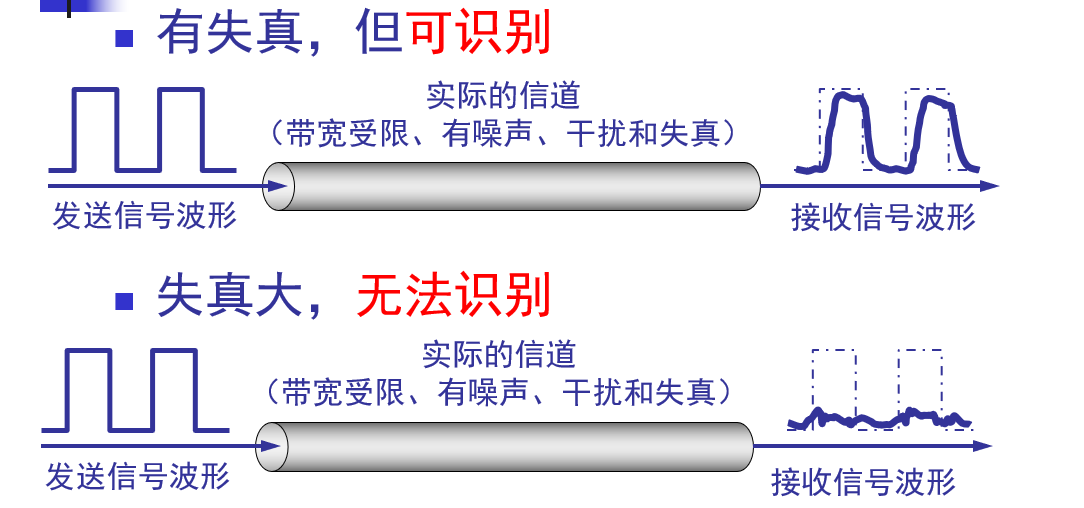 有失真，但可识别
实际的信道
（带宽受限、有噪声、干扰和失真）
发送信号波形
接收信号波形
失真大，无法识别
实际的信道
（带宽受限、有噪声、干扰和失真）
发送信号波形
接收信号波形